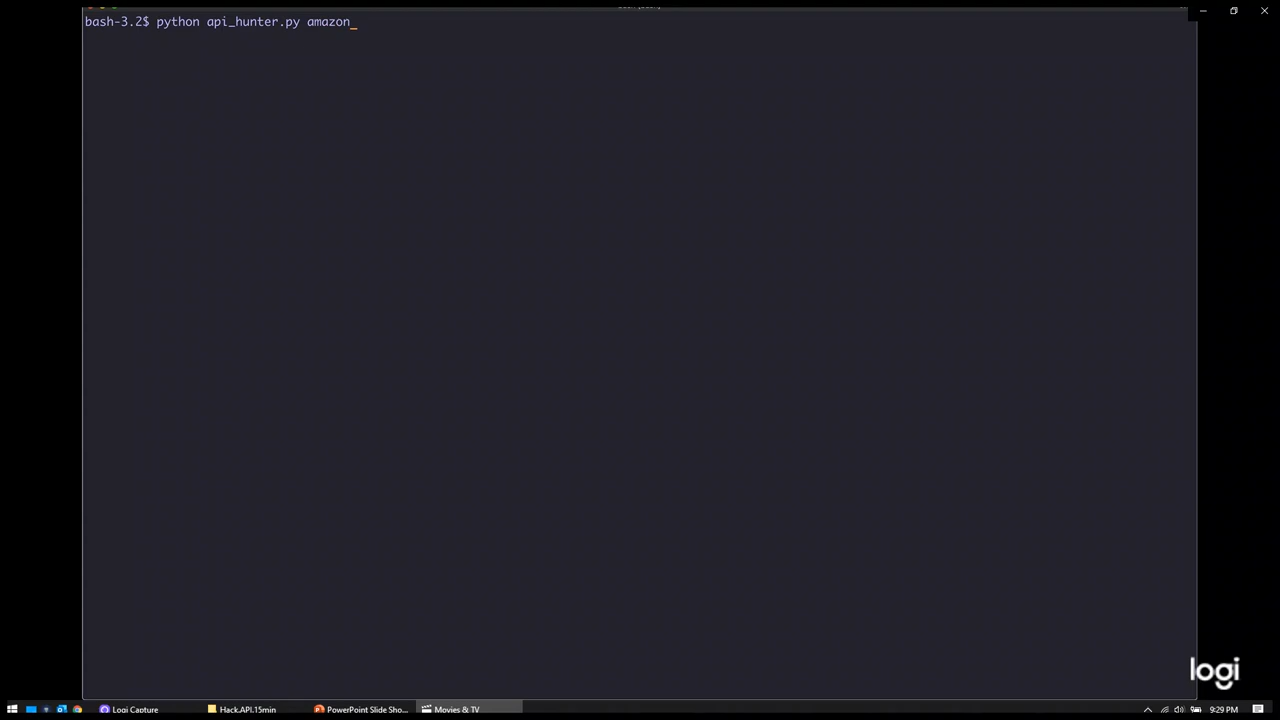 bash-3.2$ python api_hunter.py amazon_
logi
Logi Capture
Hack.API.15min
PowerPoint Slide Sho...
Movies & TV
9:29 PM